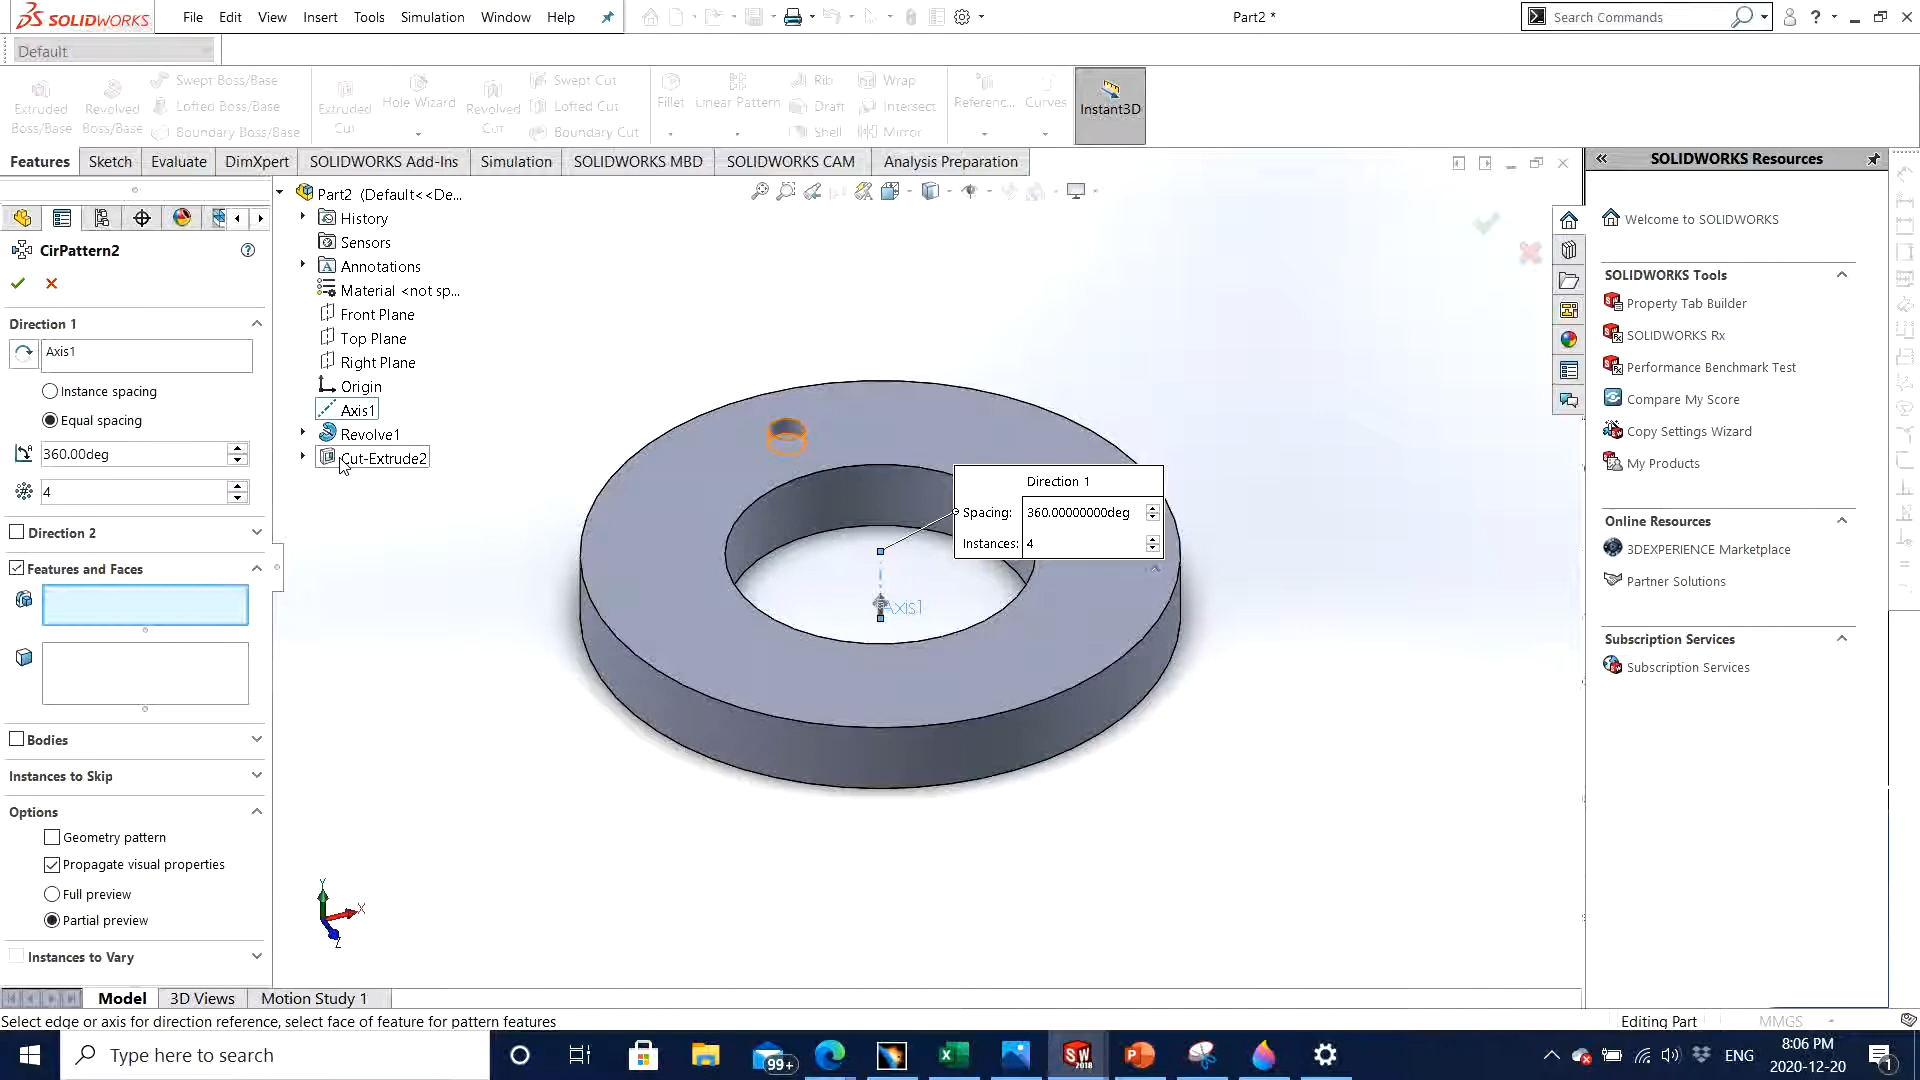 SOLIDWORKS File Edit View Insert Tools Simulation Window Help Part2 * Search Commands
Default
Extruded Boss/Base
Revolved Boss/Base
Swept Boss/Base
Lofted Boss/Base
Boundary Boss/Base
Extruded Cut
Hole Wizard
Revolved Cut
Swept Cut
Lofted Cut
Boundary Cut
Fillet
Linear Pattern
Rib
Draft
Shell
Wrap
Intersect
Mirror
Referenc...
Curves
Instant3D
Features Sketch Evaluate DimXpert SOLIDWORKS Add-Ins Simulation SOLIDWORKS MBD SOLIDWORKS CAM Analysis Preparation
CirPattern2
Direction 1
Axis1
Instance spacing
Equal spacing
360.00deg
4
Direction 2
Features and Faces
Bodies
Instances to Skip
Options
Geometry pattern
Propagate visual properties
Full preview
Partial preview
Instances to Vary
Part2 (Default<<De...
History
Sensors
Annotations
Material <not sp...
Front Plane
Top Plane
Right Plane
Origin
Axis1
Revolve1
Cut-Extrude2
Direction 1
Spacing: 360.00000000deg
Instances: 4
Axis1
Y
X
Z
SOLIDWORKS Resources
Welcome to SOLIDWORKS
SOLIDWORKS Tools
Property Tab Builder
SOLIDWORKS Rx
Performance Benchmark Test
Compare My Score
Copy Settings Wizard
My Products
Online Resources
3DEXPERIENCE Marketplace
Partner Solutions
Subscription Services
Subscription Services
Model 3D Views Motion Study 1
Select edge or axis for direction reference, select face of feature for pattern features
Editing Part MMGS
Type here to search
99+
SW 2018
ENG
8:06 PM
2020-12-20
1